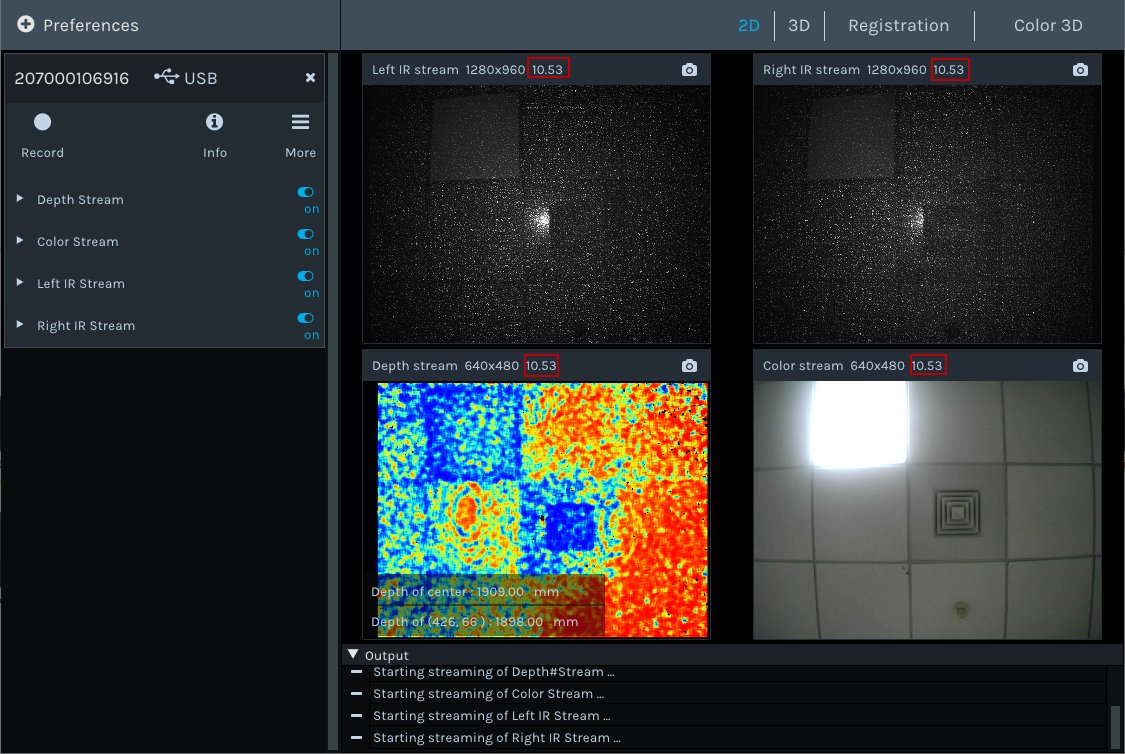 Preferences
2D 3D Registration Color 3D
207000106916 USB
Record Info More
Depth Stream on
Color Stream on
Left IR Stream on
Right IR Stream on
Left IR stream 1280x960 10.53
Right IR stream 1280x960 10.53
Depth stream 640x480 10.53
Color stream 640x480 10.53
Depth of center : 1909.00 mm
Depth of (426, 66 ) : 1898.00 mm
Output
Starting streaming of Depth#Stream ...
Starting streaming of Color Stream ...
Starting streaming of Left IR Stream ...
Starting streaming of Right IR Stream ...